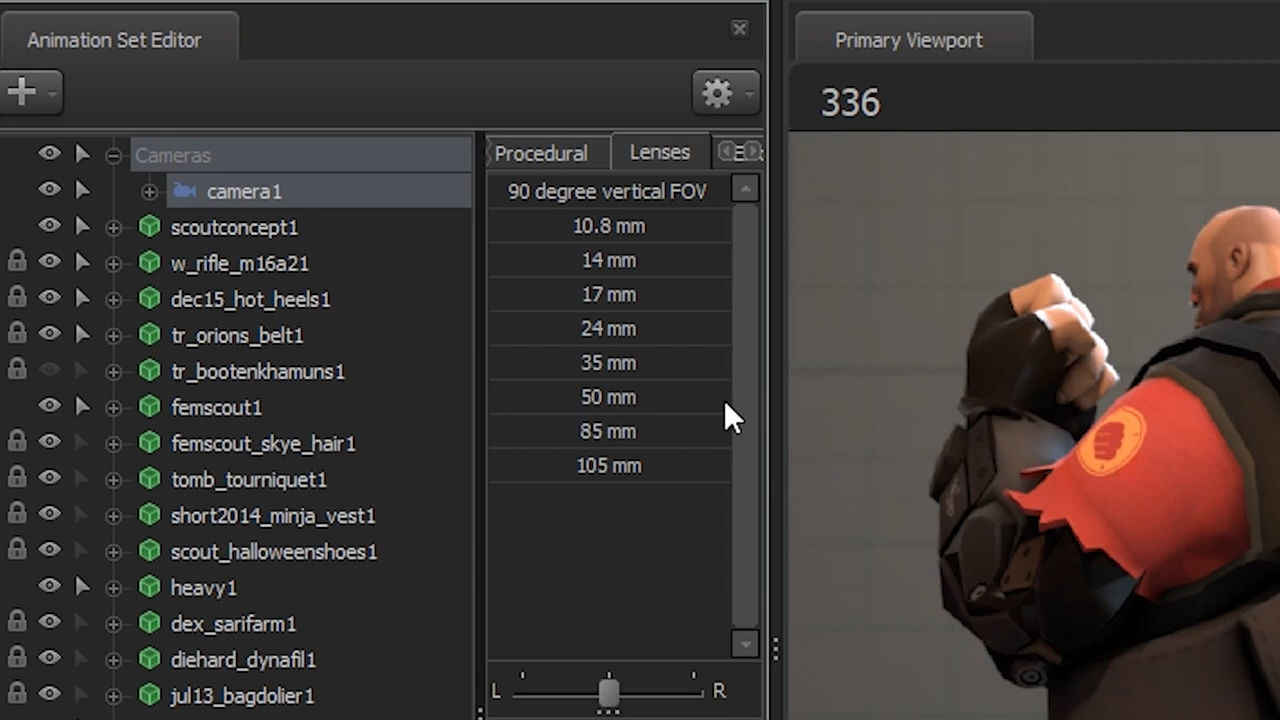 Animation Set Editor
Primary Viewport
336
Cameras
camera1
scoutconcept1
w_rifle_m16a21
dec15_hot_heels1
tr_orions_belt1
tr_bootenkhamuns1
femscout1
femscout_skye_hair1
tomb_tourniquet1
short2014_minja_vest1
scout_halloweenshoes1
heavy1
dex_sarifarm1
diehard_dynafil1
jul13_bagdolier1
Procedural
Lenses
90 degree vertical FOV
10.8 mm
14 mm
17 mm
24 mm
35 mm
50 mm
85 mm
105 mm
L
R